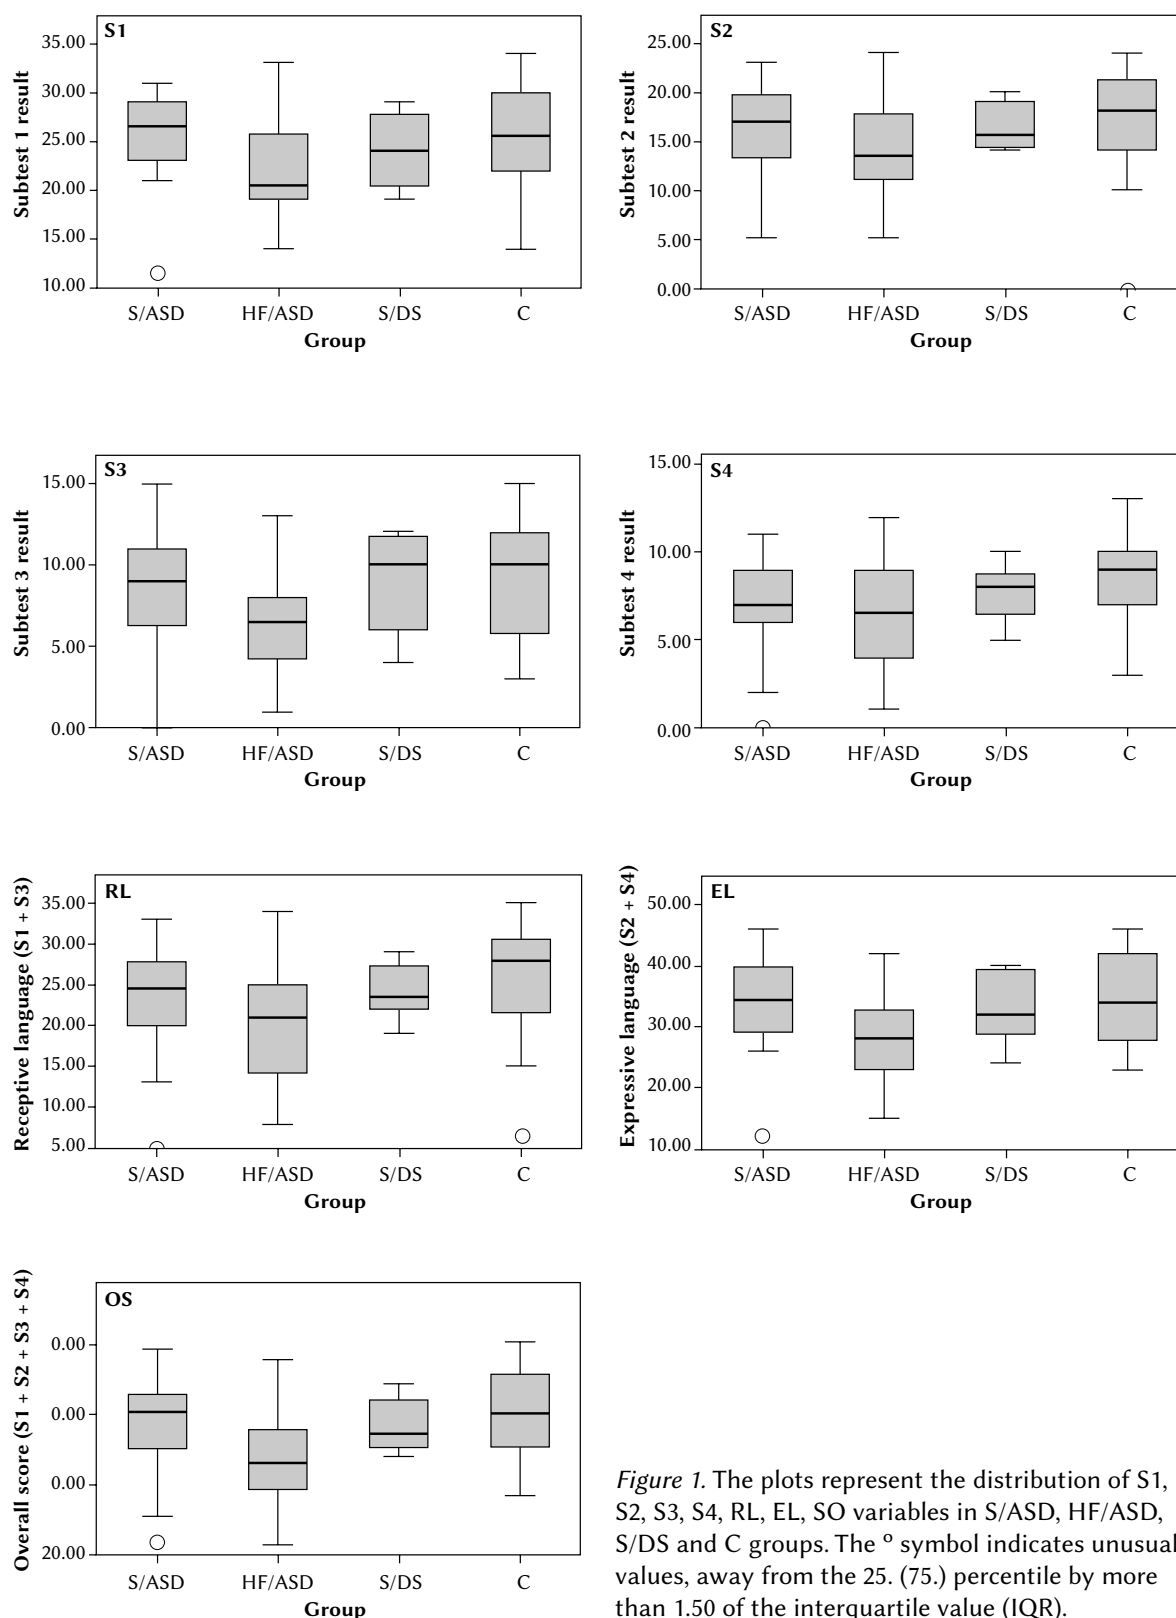 S1
Subtest 1 result
35.00
30.00
25.00
20.00
15.00
10.00
S/ASD HF/ASD S/DS C
Group
S2
Subtest 2 result
25.00
20.00
15.00
10.00
5.00
0.00
S/ASD HF/ASD S/DS C
Group
S3
Subtest 3 result
15.00
10.00
5.00
0.00
S/ASD HF/ASD S/DS C
Group
S4
Subtest 4 result
15.00
10.00
5.00
0.00
S/ASD HF/ASD S/DS C
Group
RL
Receptive language (S1 + S3)
35.00
30.00
25.00
20.00
15.00
10.00
5.00
S/ASD HF/ASD S/DS C
Group
EL
Expressive language (S2 + S4)
50.00
40.00
30.00
20.00
10.00
S/ASD HF/ASD S/DS C
Group
OS
Overall score (S1 + S2 + S3 + S4)
0.00
0.00
0.00
20.00
S/ASD HF/ASD S/DS C
Group
Figure 1. The plots represent the distribution of S1,
S2, S3, S4, RL, EL, SO variables in S/ASD, HF/ASD,
S/DS and C groups. The º symbol indicates unusual
values, away from the 25. (75.) percentile by more
than 1.50 of the interquartile value (IQR).